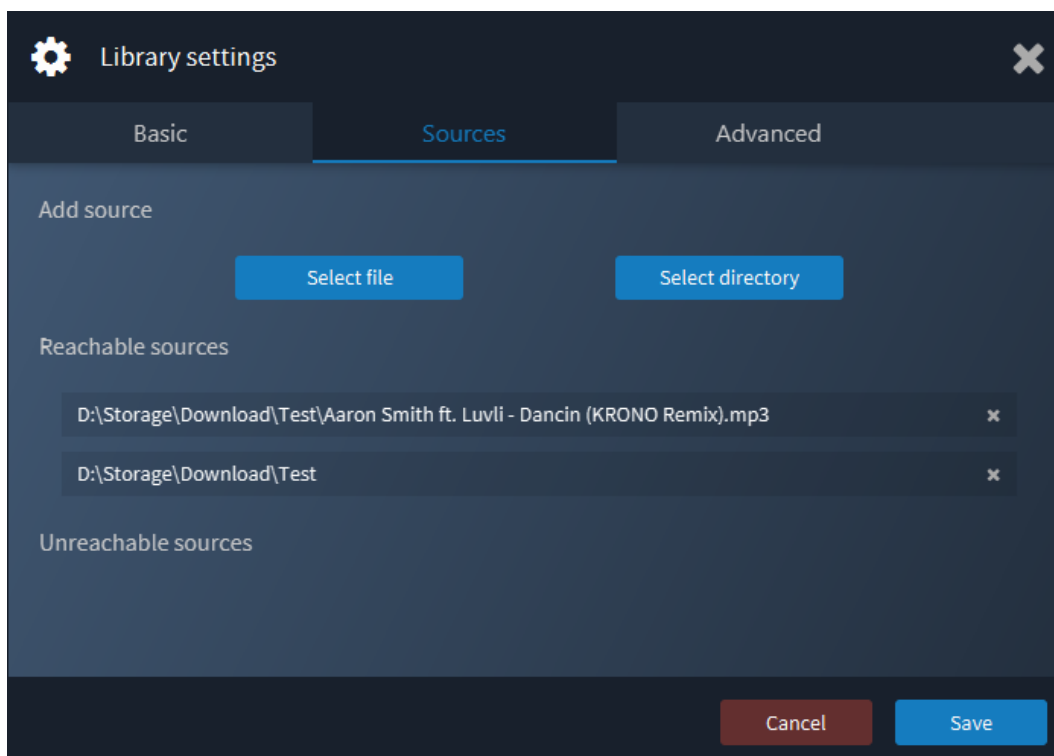 Library settings
Basic Sources Advanced
Add source
Select file Select directory
Reachable sources
D:\Storage\Download\Test\Aaron Smith ft. Luvli - Dancin (KRONO Remix).mp3
D:\Storage\Download\Test
Unreachable sources
Cancel Save